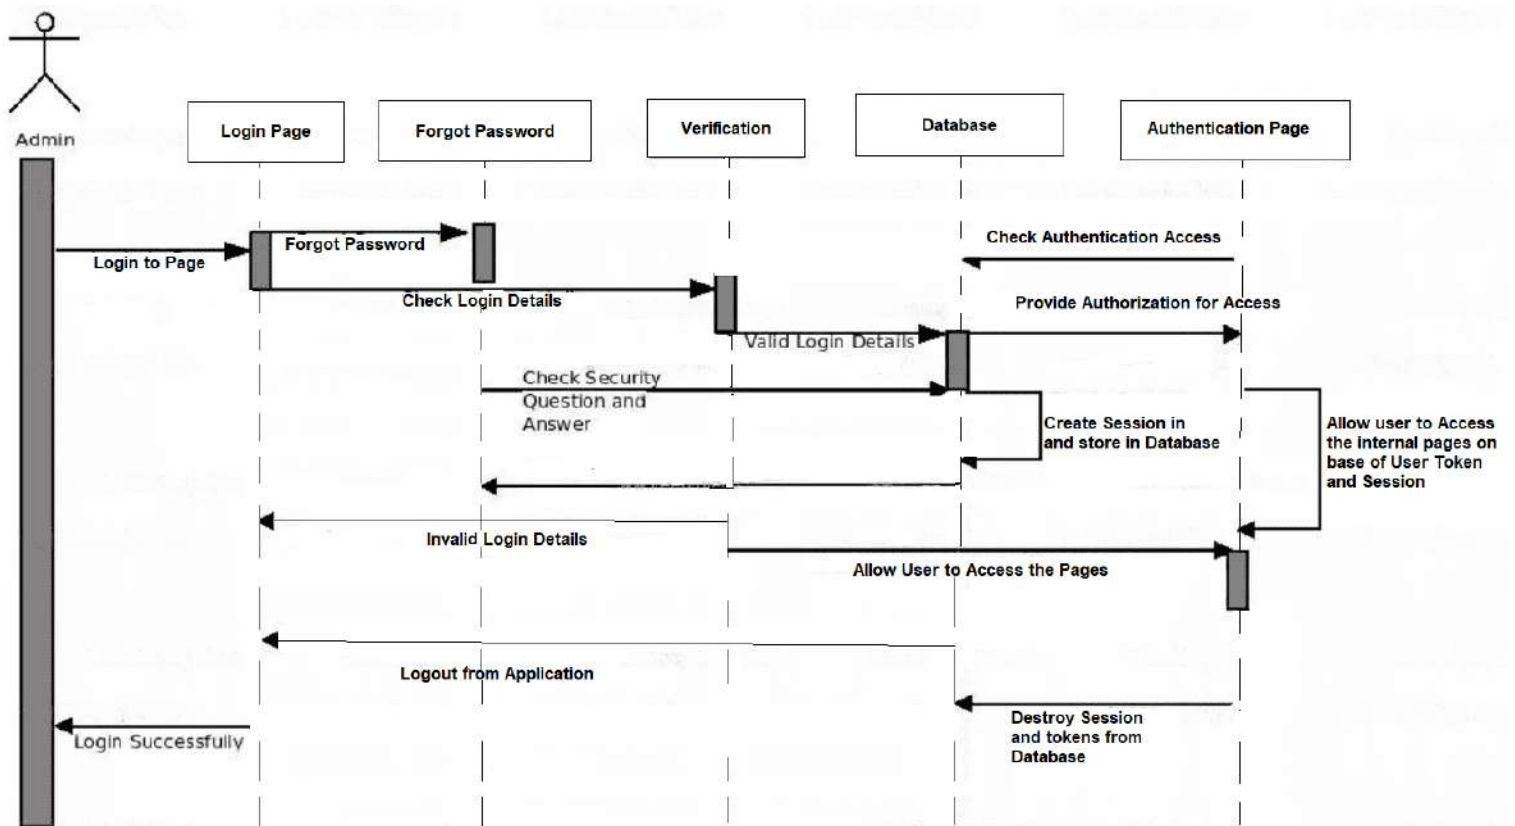 Admin
Login Page
Forgot Password
Verification
Database
Authentication Page
Forgot Password
Login to Page
Check Authentication Access
Check Login Details
Provide Authorization for Access
Valid Login Details
Check Security
Question and
Answer
Create Session in
and store in Database
Allow user to Access
the internal pages on
base of User Token
and Session
Invalid Login Details
Allow User to Access the Pages
Logout from Application
Destroy Session
and tokens from
Database
Login Successfully